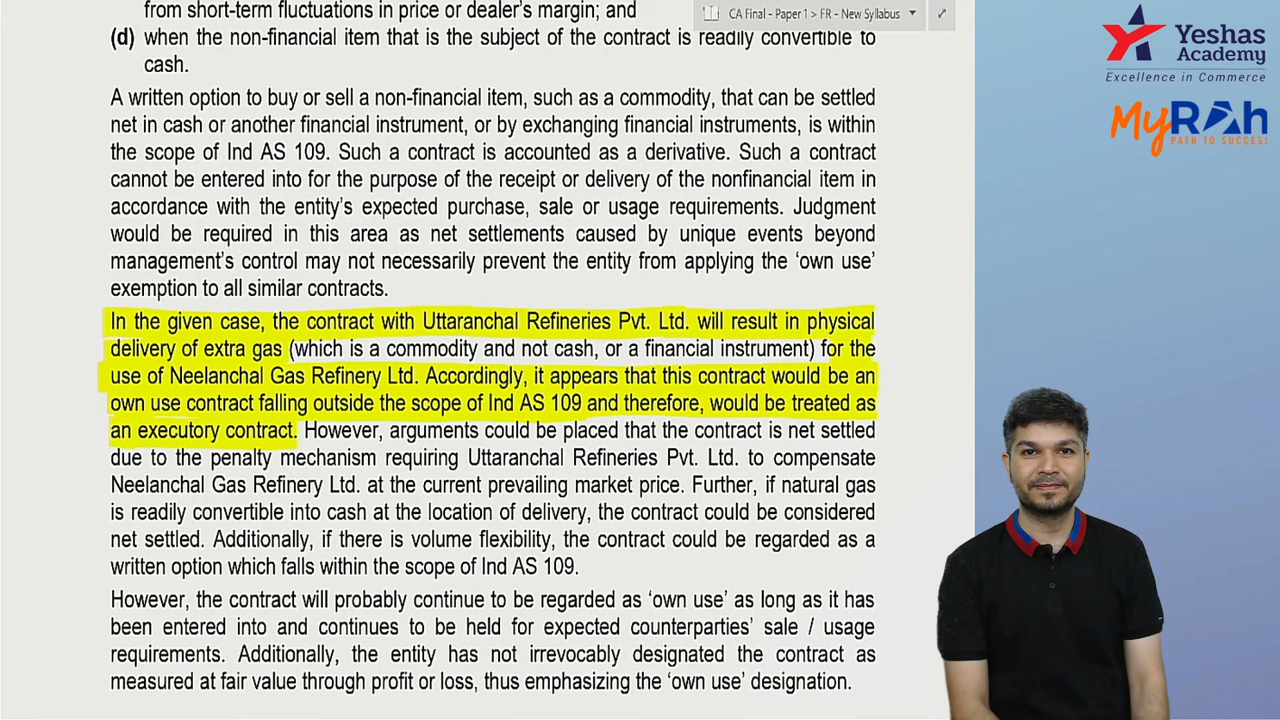 from short-term fluctuations in price or dealer's margin; and
(d) when the non-financial item that is the subject of the contract is readily convertible to
cash.
A written option to buy or sell a non-financial item, such as a commodity, that can be settled
net in cash or another financial instrument, or by exchanging financial instruments, is within
the scope of Ind AS 109. Such a contract is accounted as a derivative. Such a contract
cannot be entered into for the purpose of the receipt or delivery of the nonfinancial item in
accordance with the entity's expected purchase, sale or usage requirements. Judgment
would be required in this area as net settlements caused by unique events beyond
management's control may not necessarily prevent the entity from applying the 'own use'
exemption to all similar contracts.
In the given case, the contract with Uttaranchal Refineries Pvt. Ltd. will result in physical
delivery of extra gas (which is a commodity and not cash, or a financial instrument) for the
use of Neelanchal Gas Refinery Ltd. Accordingly, it appears that this contract would be an
own use contract falling outside the scope of Ind AS 109 and therefore, would be treated as
an executory contract. However, arguments could be placed that the contract is net settled
due to the penalty mechanism requiring Uttaranchal Refineries Pvt. Ltd. to compensate
Neelanchal Gas Refinery Ltd. at the current prevailing market price. Further, if natural gas
is readily convertible into cash at the location of delivery, the contract could be considered
net settled. Additionally, if there is volume flexibility, the contract could be regarded as a
written option which falls within the scope of Ind AS 109.
However, the contract will probably continue to be regarded as 'own use' as long as it has
been entered into and continues to be held for expected counterparties' sale / usage
requirements. Additionally, the entity has not irrevocably designated the contract as
measured at fair value through profit or loss, thus emphasizing the 'own use' designation.
CA Final - Paper 1 > FR - New Syllabus
Yeshas
Academy
Excellence in Commerce
MyRAh
PATH TO SUCCESS